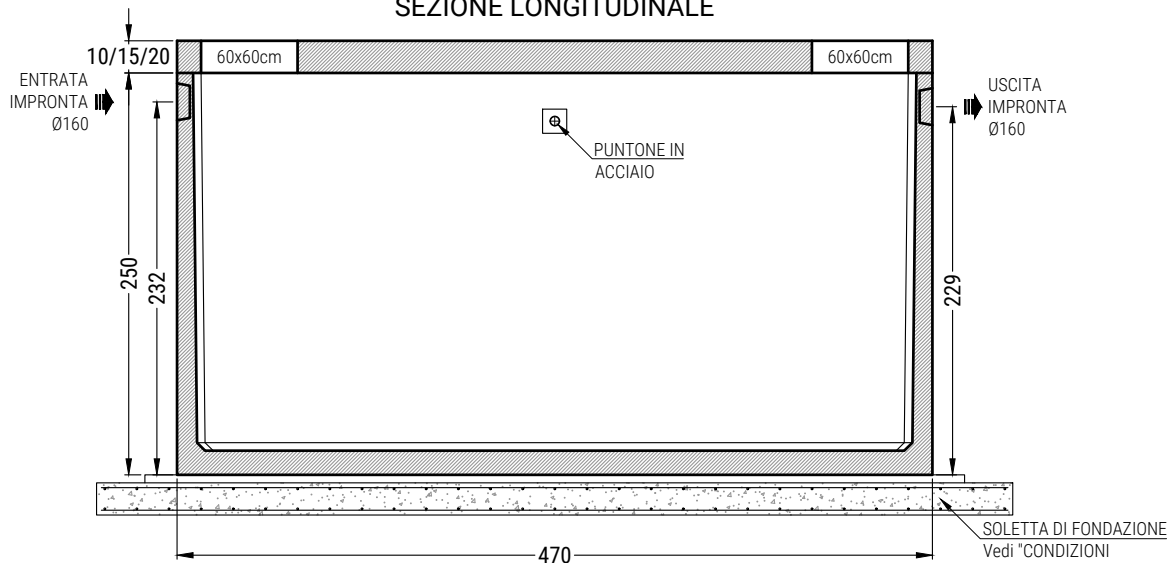 SEZIONE LONGITUDINALE
10/15/20
60x60cm
60x60cm
ENTRATA
IMPRONTA
Ø160
USCITA
IMPRONTA
Ø160
PUNTONE IN
ACCIAIO
250
232
229
SOLETTA DI FONDAZIONE
Vedi "CONDIZIONI
470